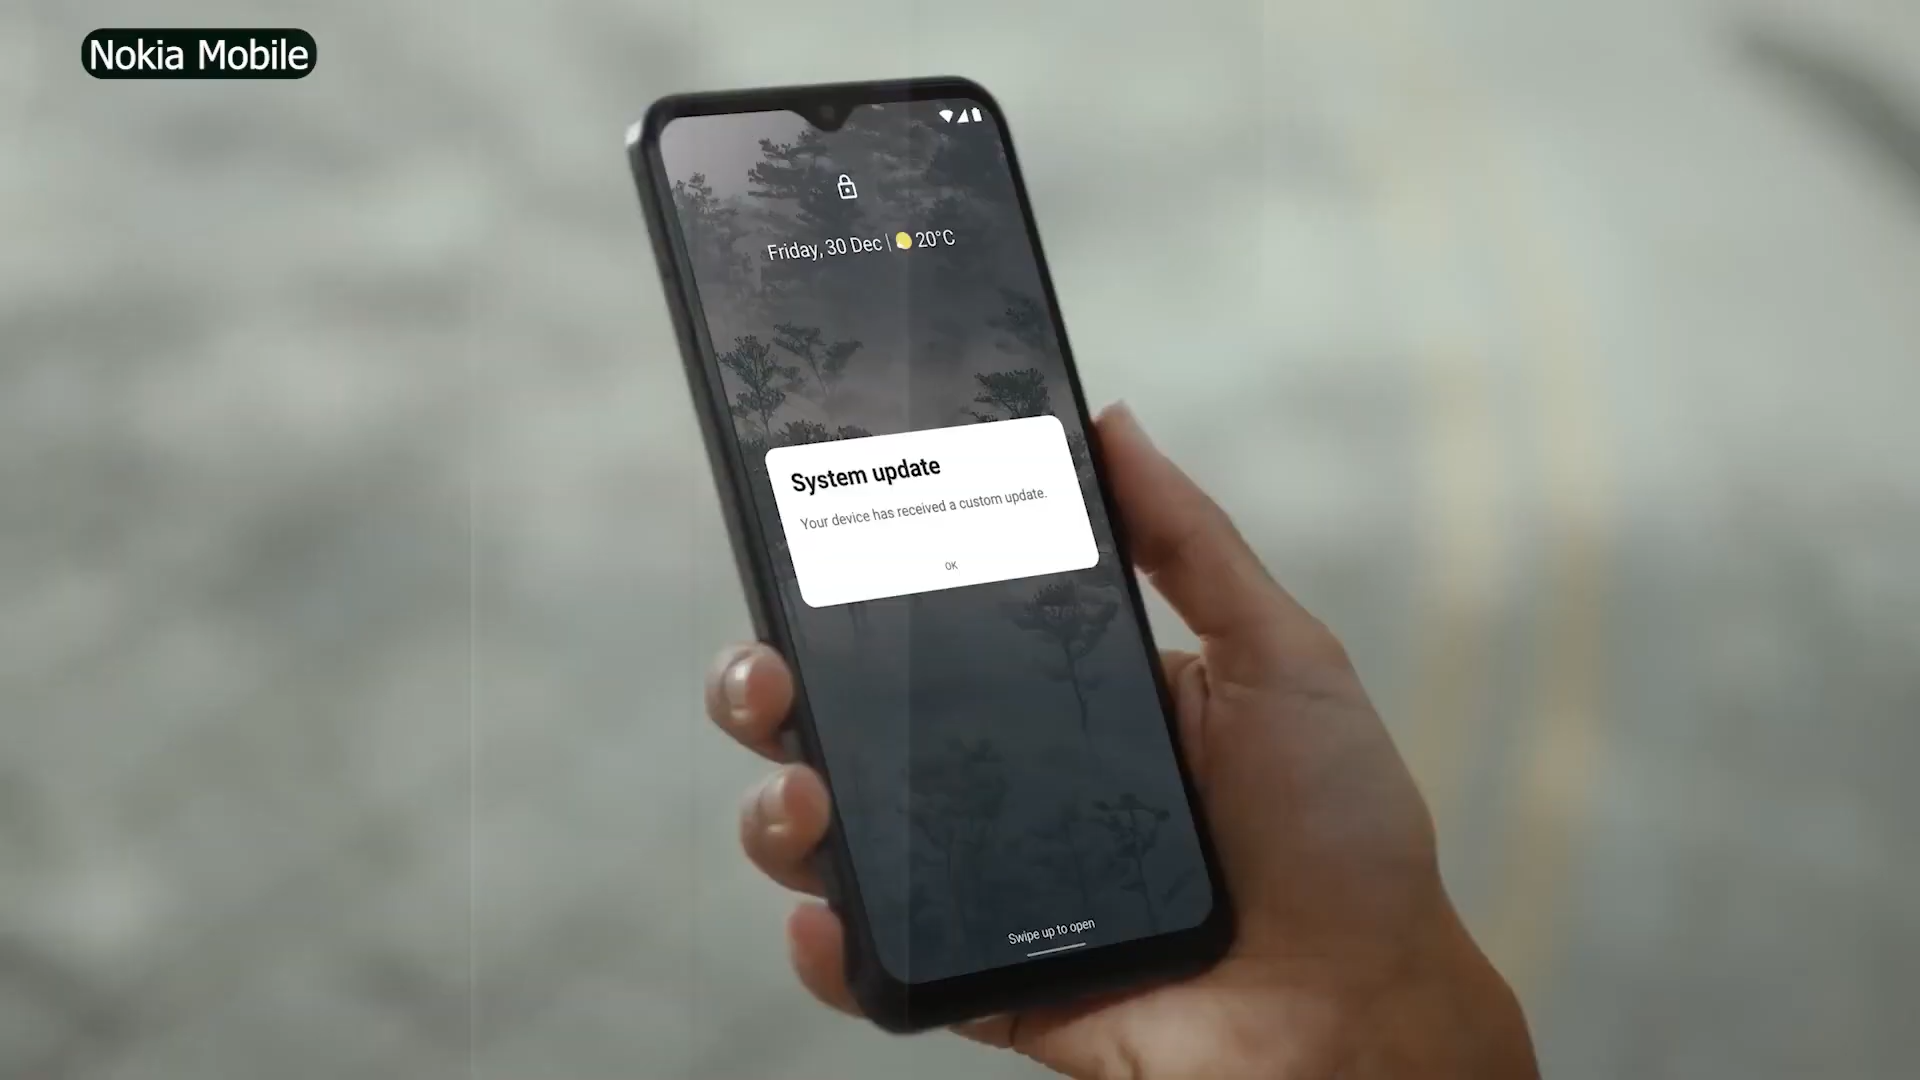 Nokia Mobile
Friday, 30 Dec | 20°C
System update
Your device has received a custom update.
OK
Swipe up to open